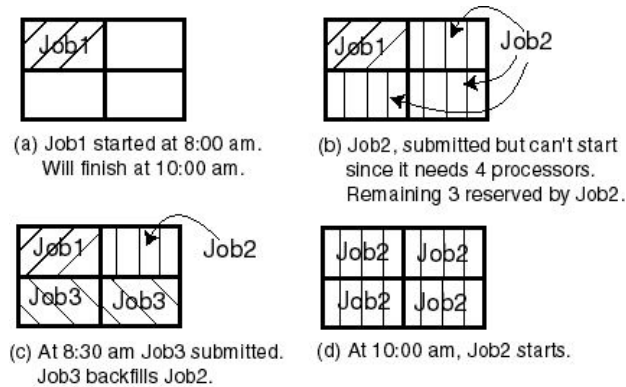 Job1
(a) Job1 started at 8:00 am.
Will finish at 10:00 am.
Job1
Job2
(b) Job2, submitted but can't start
since it needs 4 processors.
Remaining 3 reserved by Job2.
Job1
Job2
Job3 Job3
(c) At 8:30 am Job3 submitted.
Job3 backfills Job2.
Job2 Job2
Job2 Job2
(d) At 10:00 am, Job2 starts.